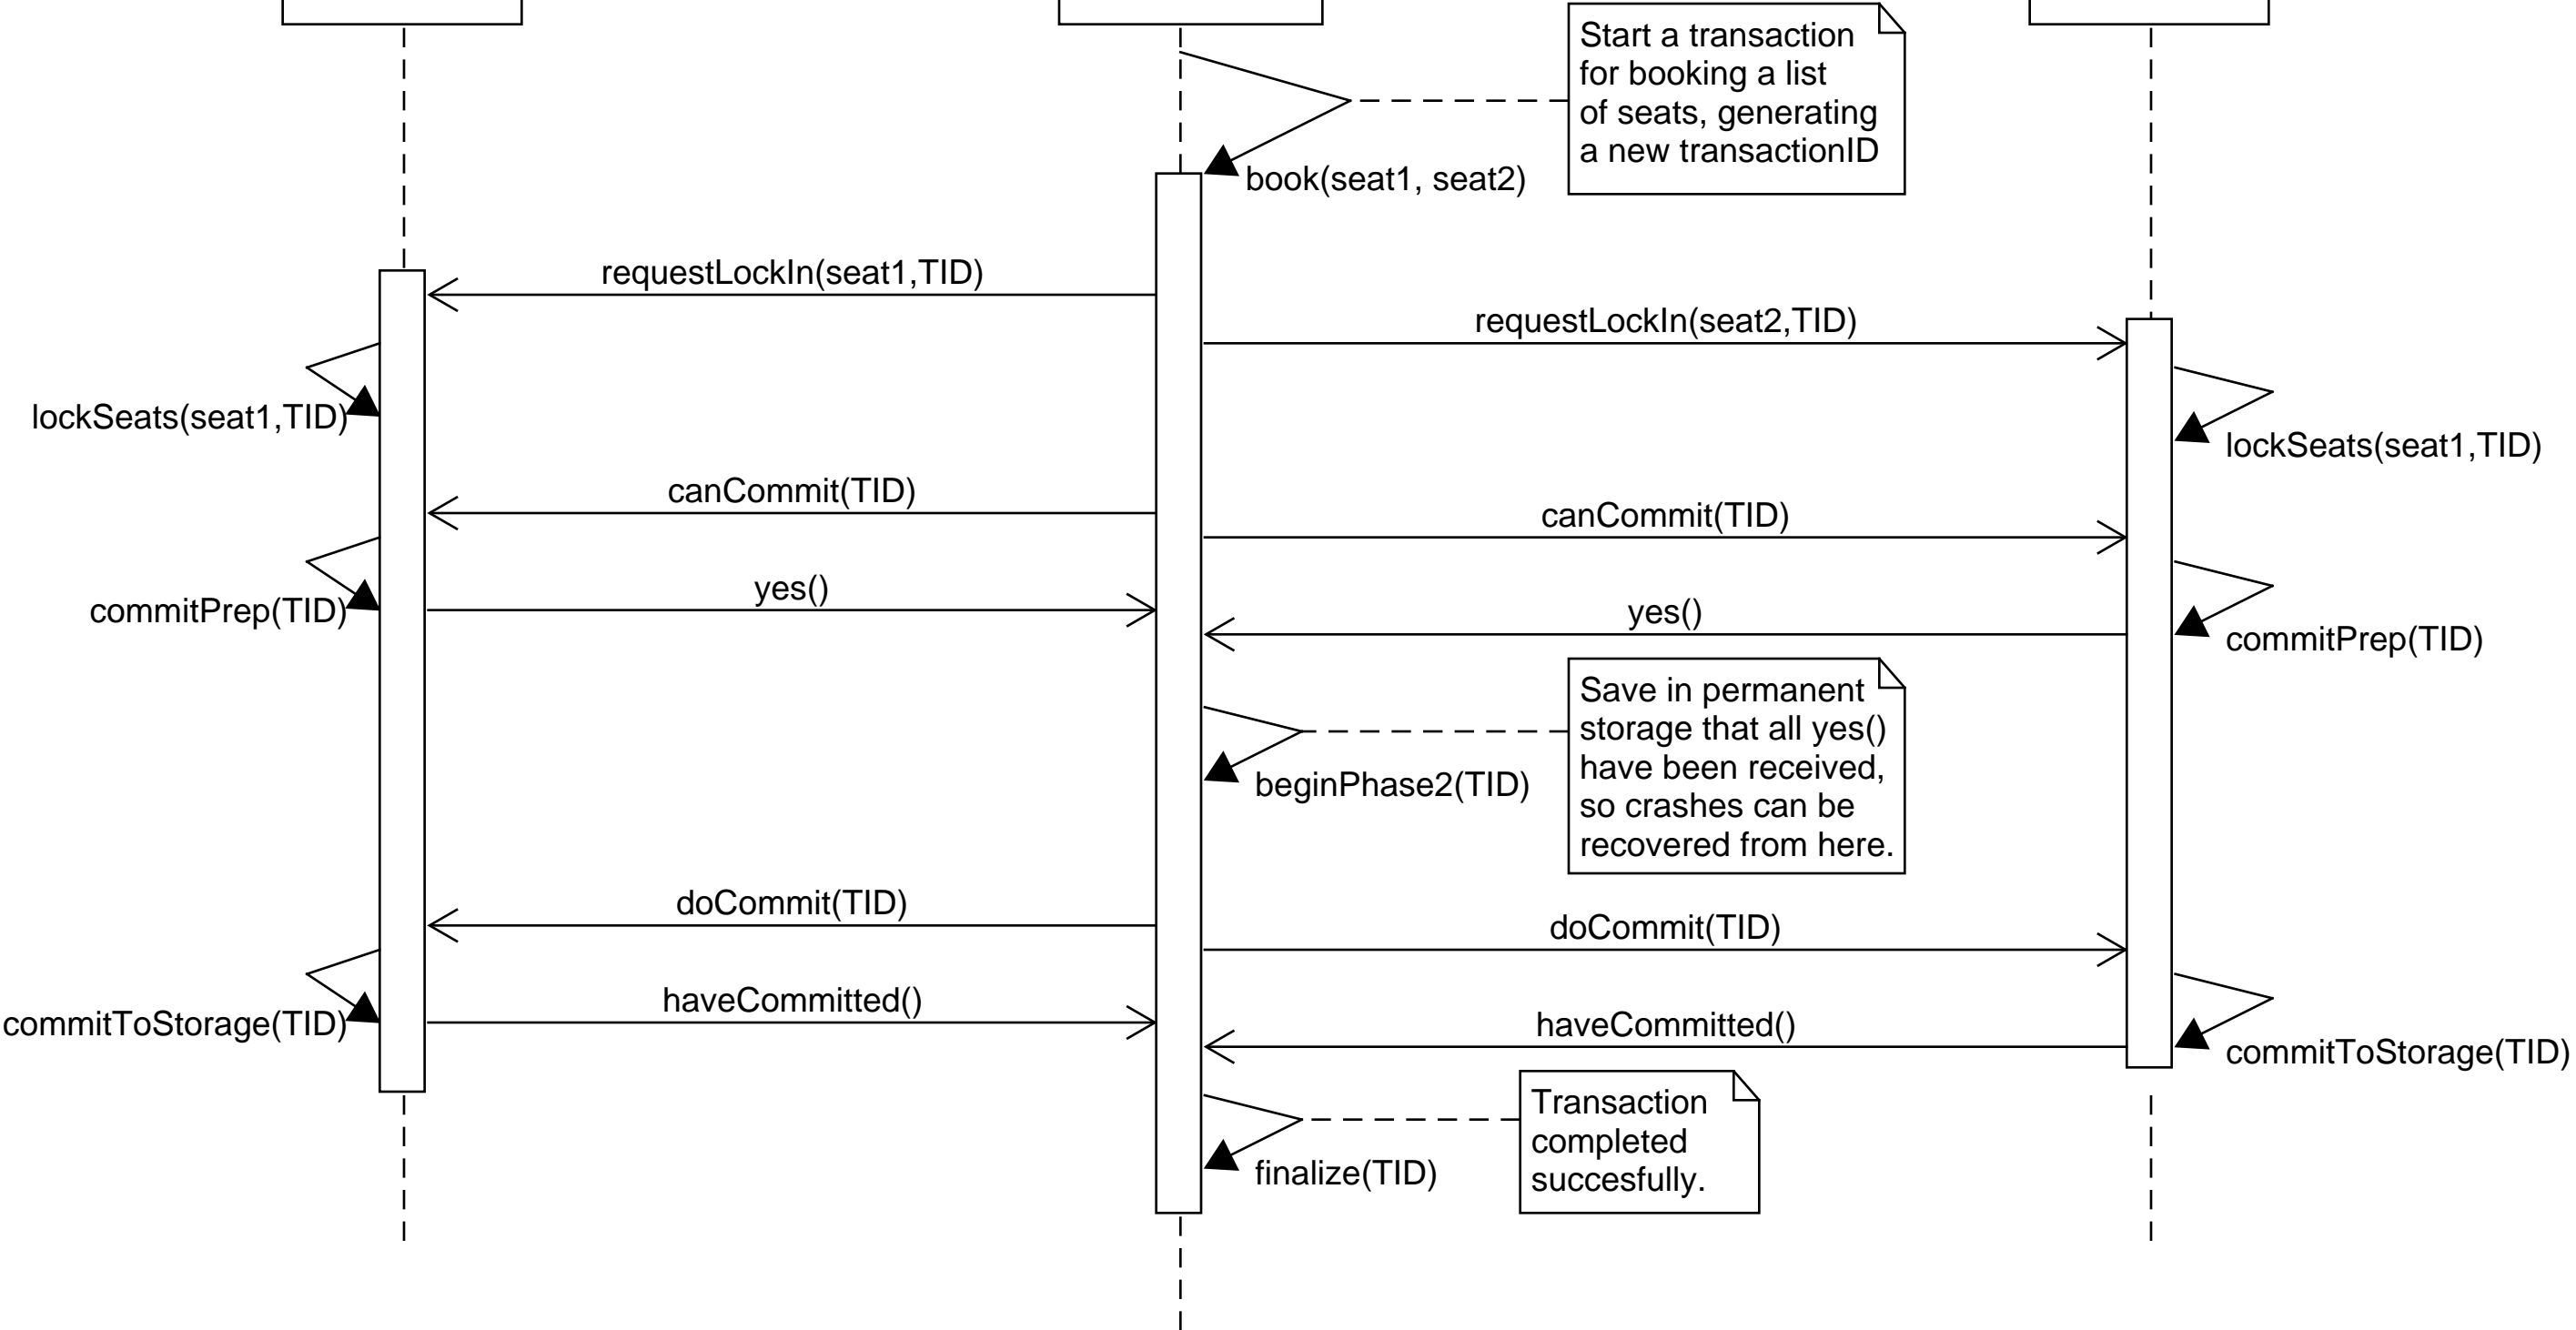 Start a transaction
for booking a list
of seats, generating
a new transactionID
book(seat1, seat2)
requestLockIn(seat1,TID)
requestLockIn(seat2,TID)
lockSeats(seat1,TID)
lockSeats(seat1,TID)
canCommit(TID)
canCommit(TID)
commitPrep(TID)
yes()
yes()
commitPrep(TID)
Save in permanent
storage that all yes()
have been received,
so crashes can be
recovered from here.
beginPhase2(TID)
doCommit(TID)
doCommit(TID)
commitToStorage(TID)
haveCommitted()
haveCommitted()
commitToStorage(TID)
Transaction
completed
succesfully.
finalize(TID)